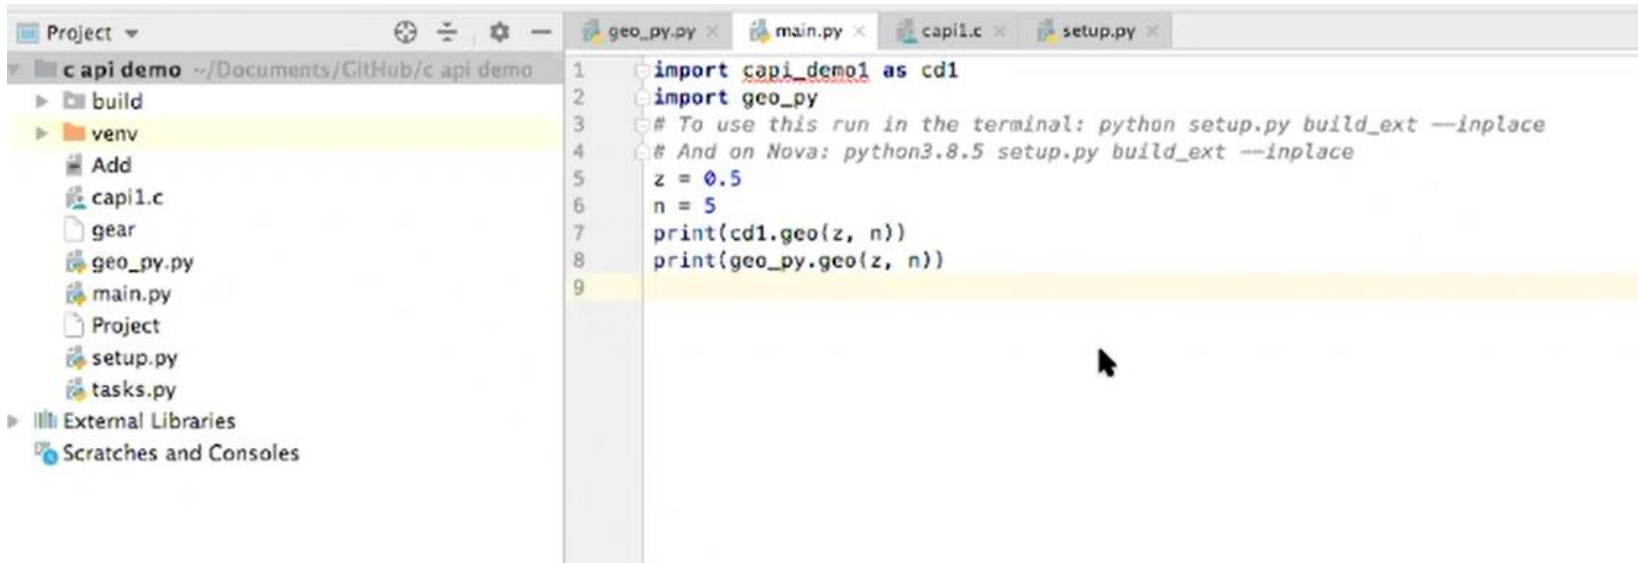 Project
c api demo ~/Documents/GitHub/c api demo
build
venv
Add
capi1.c
gear
geo_py.py
main.py
Project
setup.py
tasks.py
External Libraries
Scratches and Consoles
geo_py.py main.py capi1.c setup.py
1 import capi_demo1 as cd1
2 import geo_py
3 # To use this run in the terminal: python setup.py build_ext --inplace
4 # And on Nova: python3.8.5 setup.py build_ext --inplace
5 z = 0.5
6 n = 5
7 print(cd1.geo(z, n))
8 print(geo_py.geo(z, n))
9